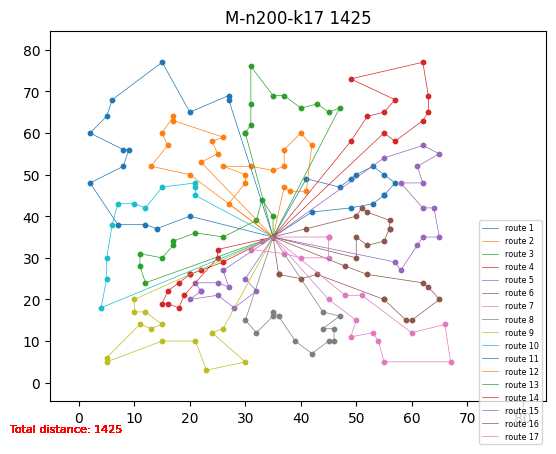 M-n200-k17 1425
80
70
60
50
40
30
20
10
0
0
10
20
30
40
50
60
70
80
route 1
route 2
route 3
route 4
route 5
route 6
route 7
route 8
route 9
route 10
route 11
route 12
route 13
route 14
route 15
route 16
route 17
Total distance: 1425